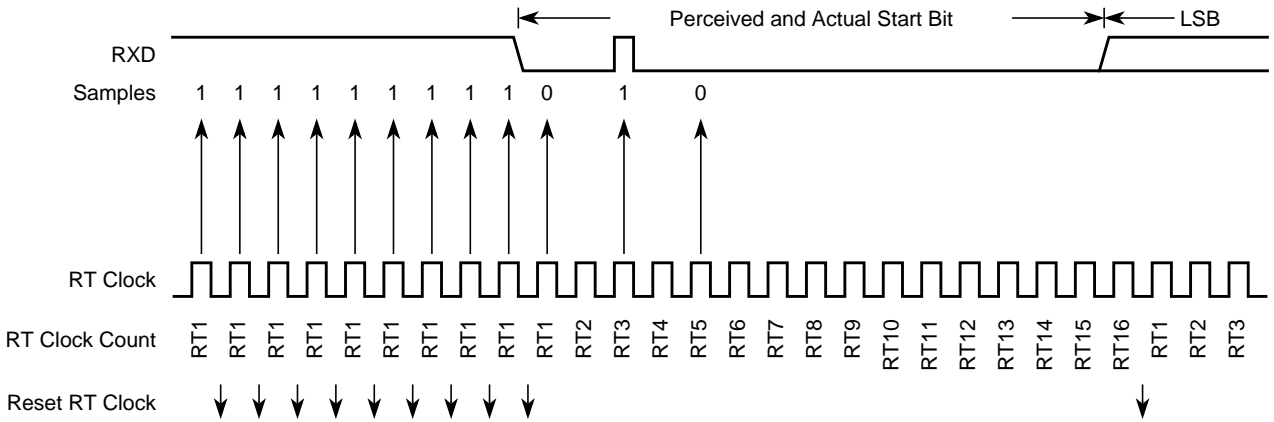 Perceived and Actual Start Bit LSB
RXD
Samples 1 1 1 1 1 1 1 1 1 0 1 0
RT Clock
RT Clock Count RT1 RT1 RT1 RT1 RT1 RT1 RT1 RT1 RT1 RT1 RT2 RT3 RT4 RT5 RT6 RT7 RT8 RT9 RT10 RT11 RT12 RT13 RT14 RT15 RT16 RT1 RT2 RT3
Reset RT Clock